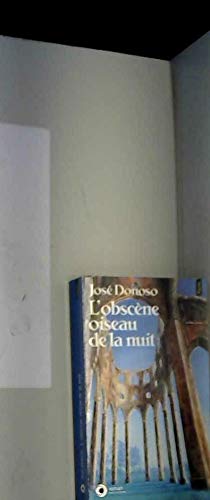 José Donoso
L'obscène
oiseau
de la nuit